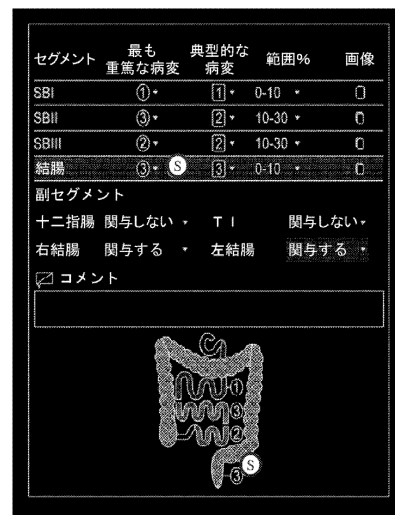 セグメント 最も重篤な病変 典型的な病変 範囲% 画像
SBI ① 1 0-10 0
SBII ③ 2 10-30 0
SBIII ② 2 10-30 0
結腸 ③ S 3 0-10 0
副セグメント
十二指腸 関与しない TI 関与しない
右結腸 関与する 左結腸 関与する
コメント
①
③
②
③ S